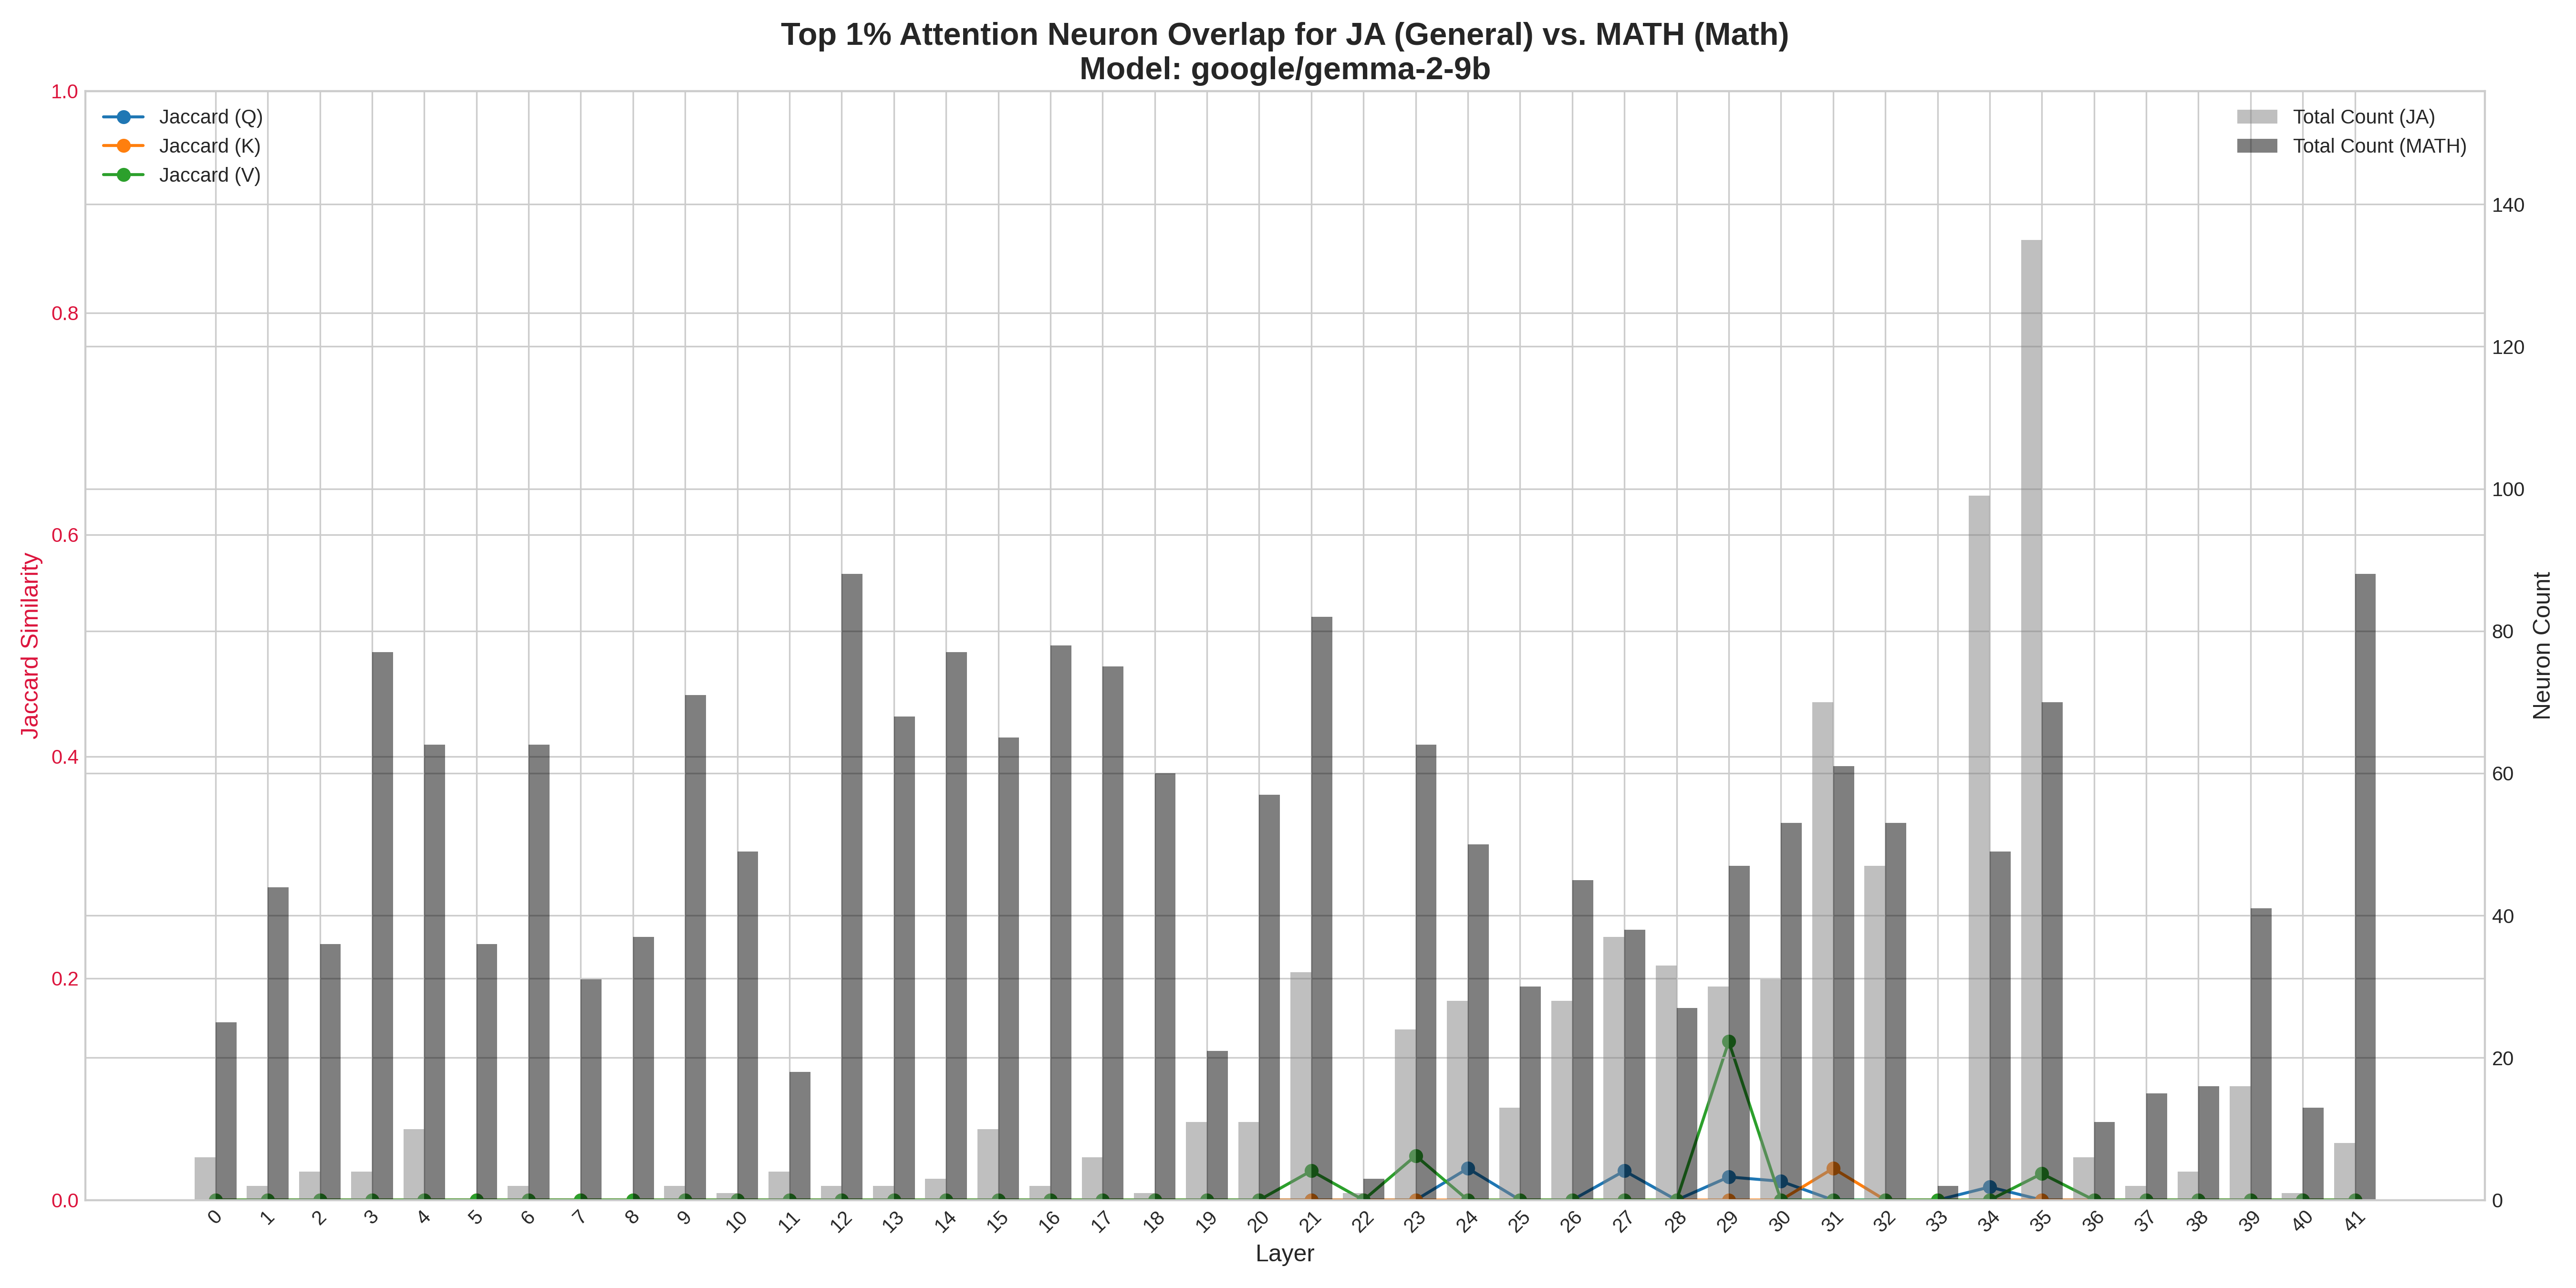 Top 1% Attention Neuron Overlap for JA (General) vs. MATH (Math)
Model: google/gemma-2-9b
Jaccard (Q)
Jaccard (K)
Jaccard (V)
Total Count (JA)
Total Count (MATH)
Jaccard Similarity
1.0
0.8
0.6
0.4
0.2
0.0
Neuron Count
140
120
100
80
60
40
20
0
0 1 2 3 4 5 6 7 8 9 10 11 12 13 14 15 16 17 18 19 20 21 22 23 24 25 26 27 28 29 30 31 32 33 34 35 36 37 38 39 40 41
Layer